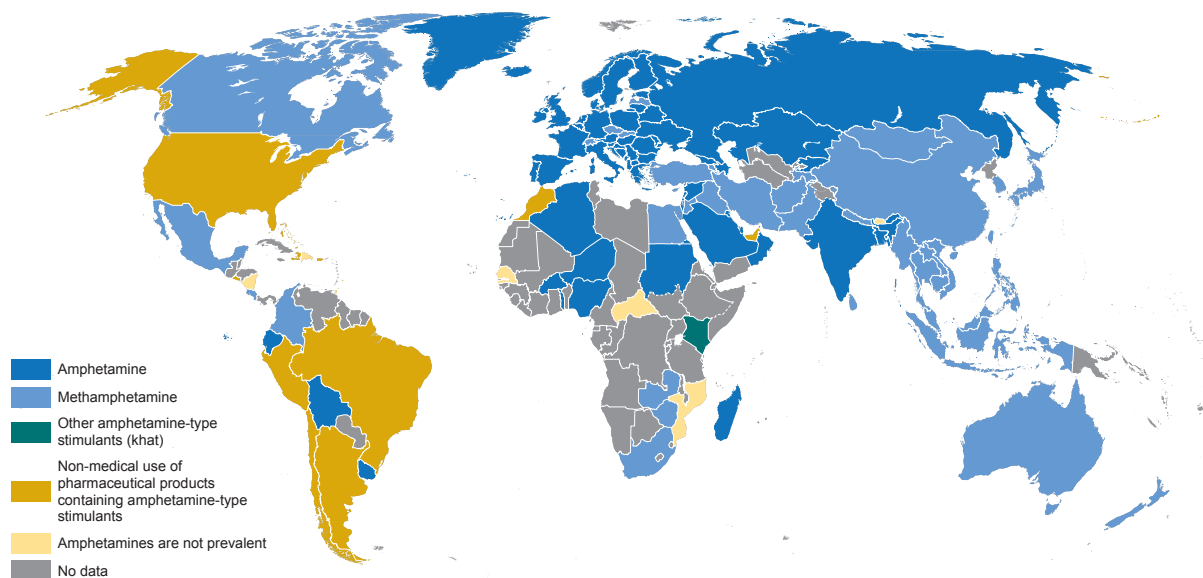 Amphetamine
Methamphetamine
Other amphetamine-type
stimulants (khat)
Non-medical use of
pharmaceutical products
containing amphetamine-type
stimulants
Amphetamines are not prevalent
No data